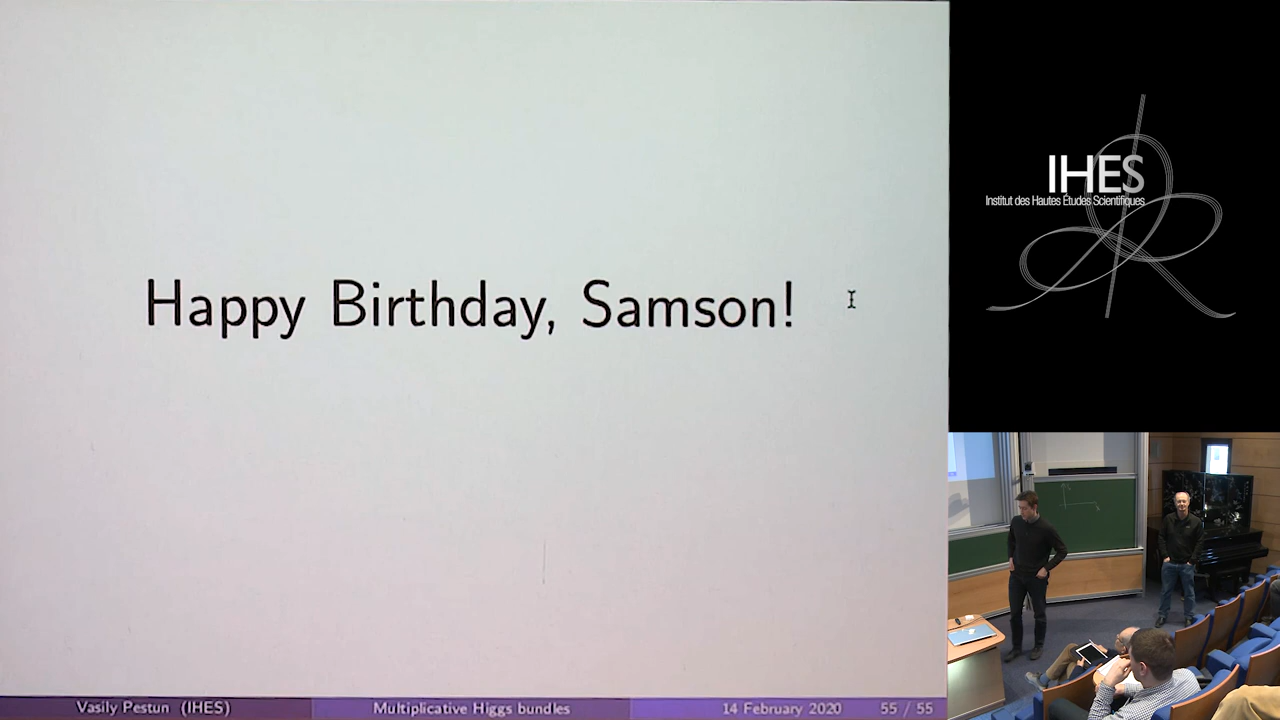 Happy Birthday, Samson!
Vasily Pestun (IHES)
Multiplicative Higgs bundles
14 February 2020
55 / 55
IHES
Institut des Hautes Études Scientifiques